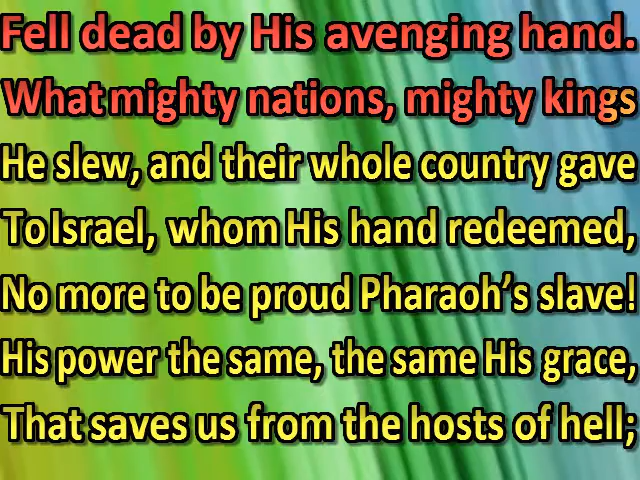 Fell dead by His avenging hand.
What mighty nations, mighty kings
He slew, and their whole country gave
To Israel, whom His hand redeemed,
No more to be proud Pharaoh's slave!
His power the same, the same His grace,
That saves us from the hosts of hell;